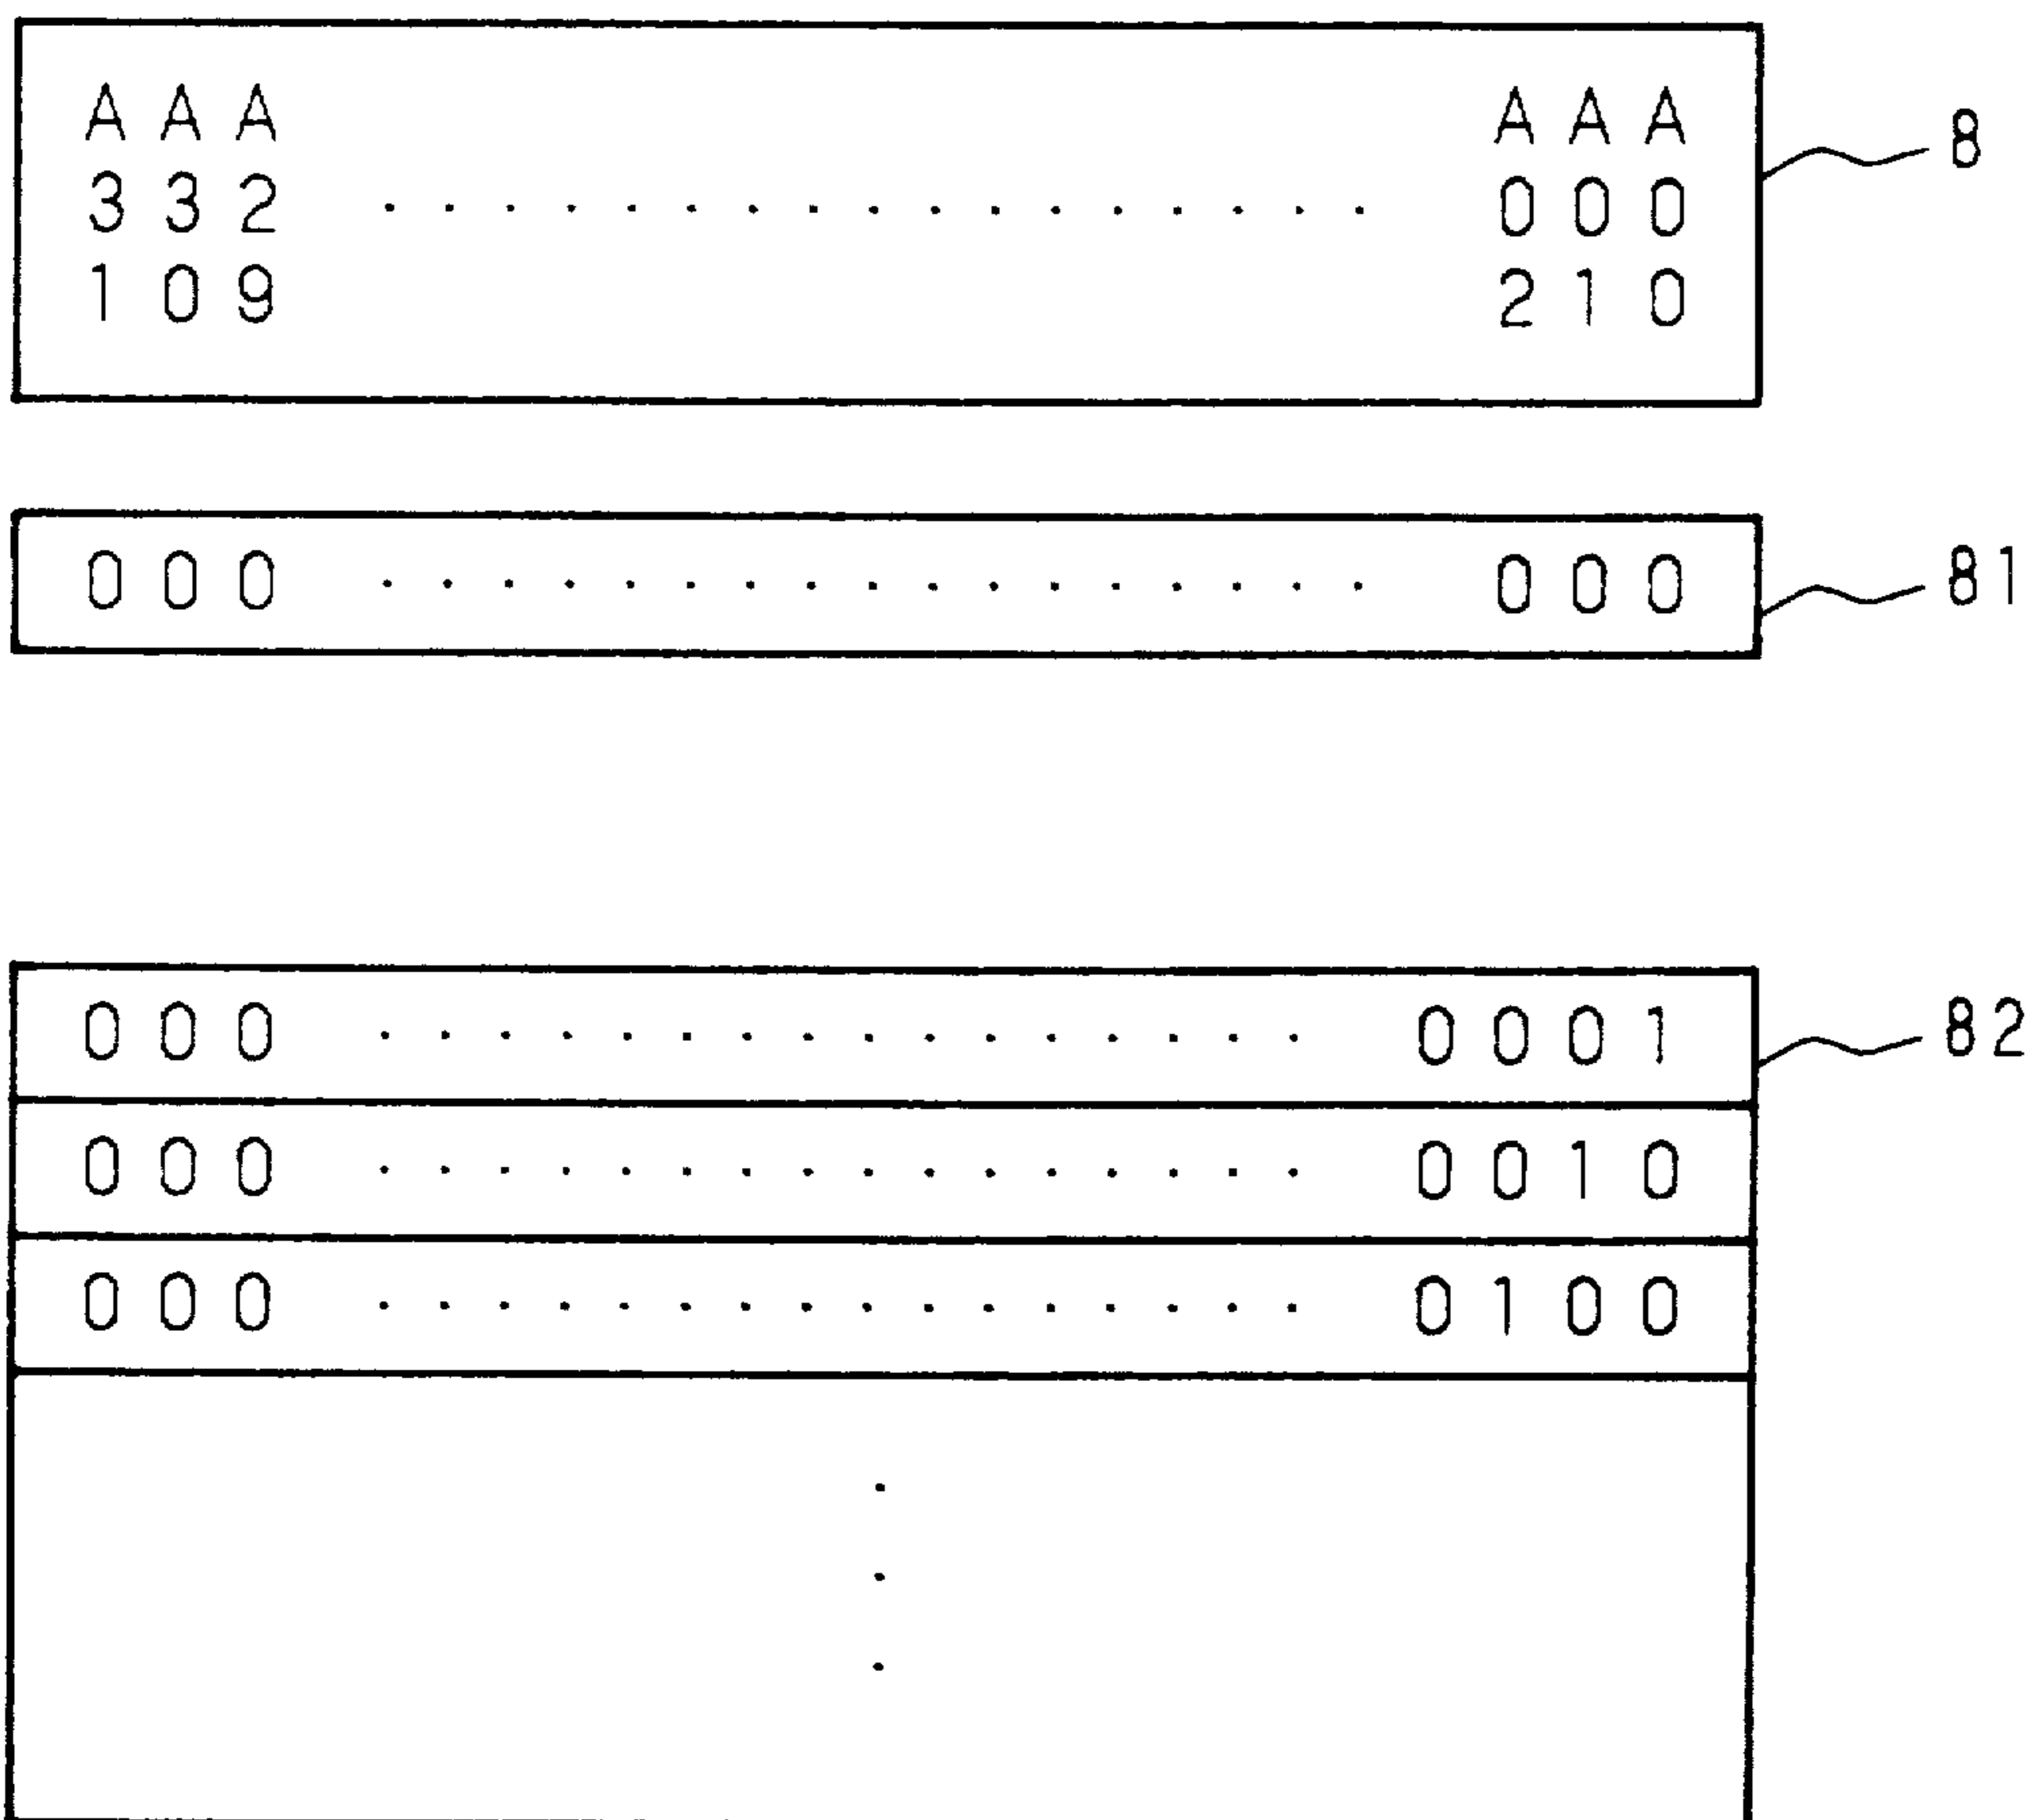 A A A A A A 8
3 3 2 . . . . . . . . . . . . . . . . . 0 0 0
1 0 9 2 1 0
0 0 0 . . . . . . . . . . . . . . . . . 0 0 0 81
0 0 0 . . . . . . . . . . . . . . . . 0 0 0 1 82
0 0 0 . . . . . . . . . . . . . . . . 0 0 1 0
0 0 0 . . . . . . . . . . . . . . . . 0 1 0 0
.
.
.